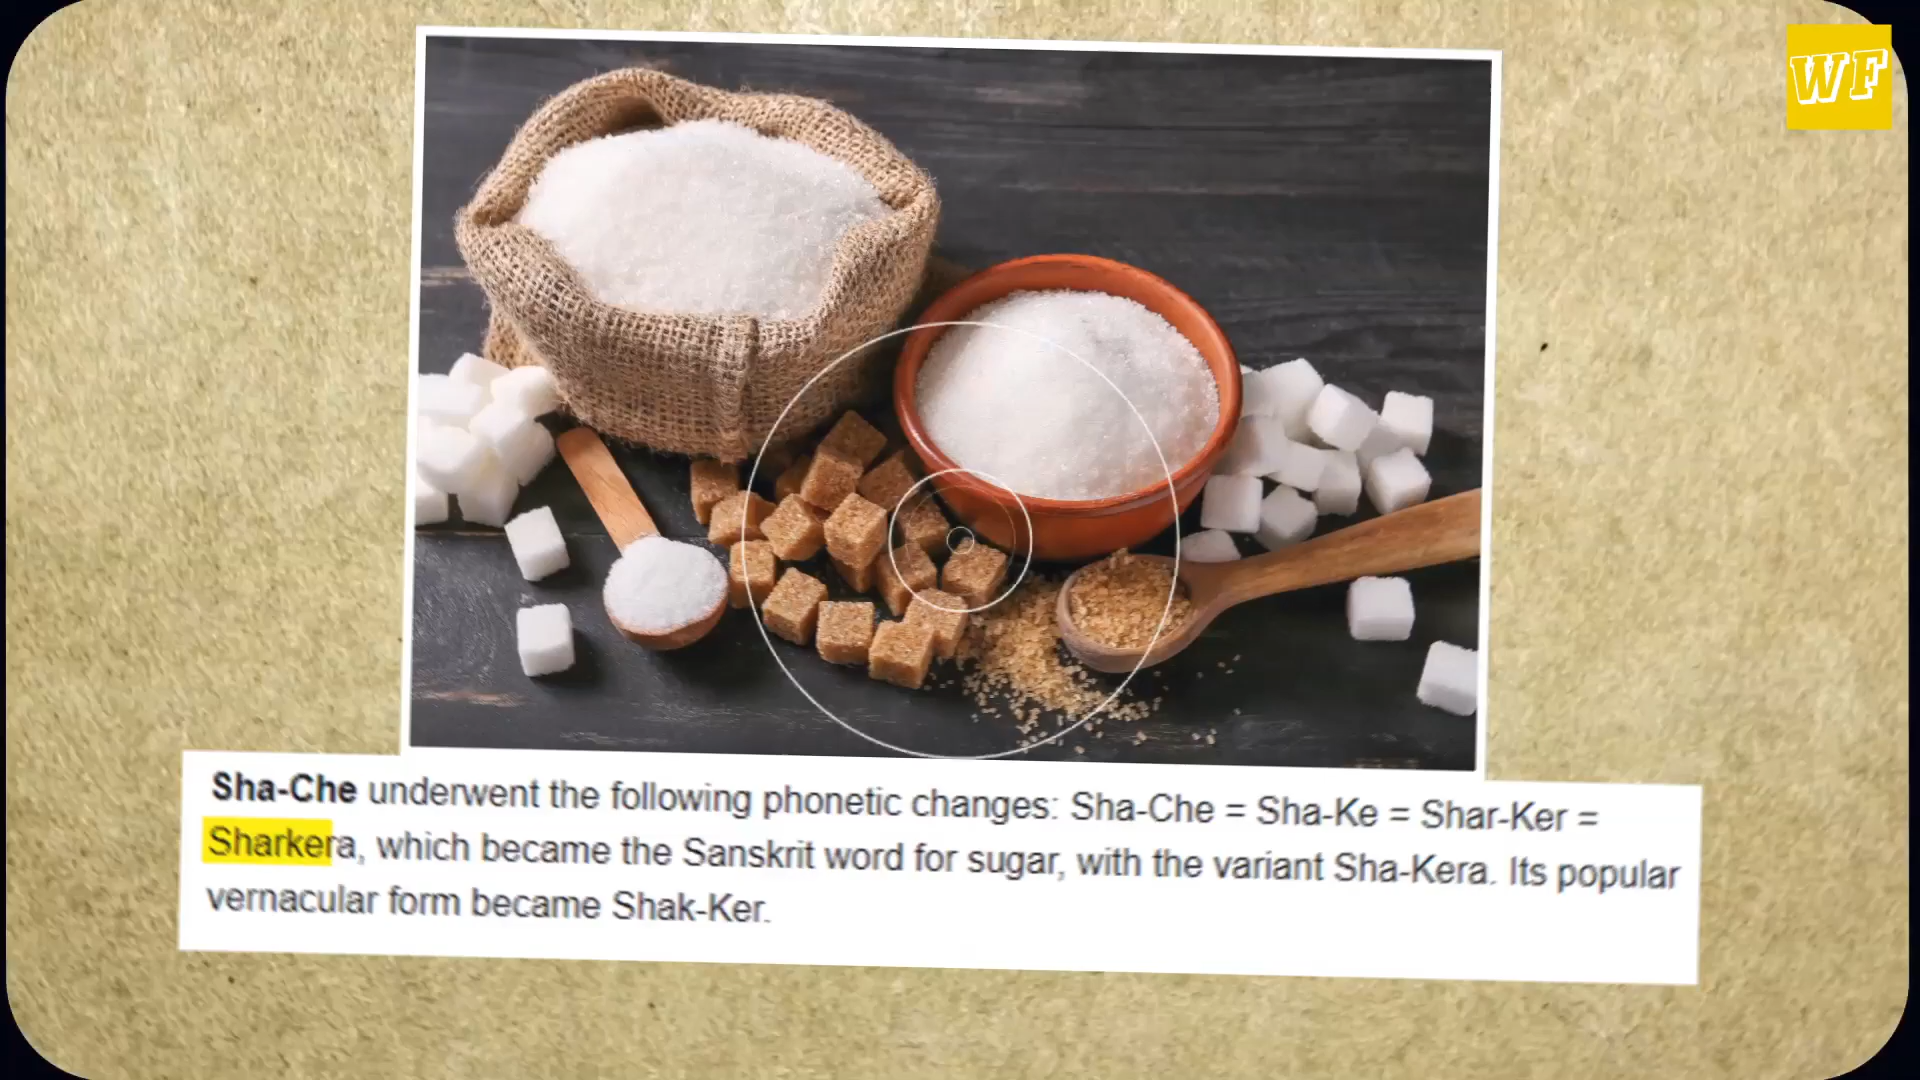 WF
Sha-Che underwent the following phonetic changes: Sha-Che = Sha-Ke = Shar-Ker =
Sharkera, which became the Sanskrit word for sugar, with the variant Sha-Kera. Its popular
vernacular form became Shak-Ker.